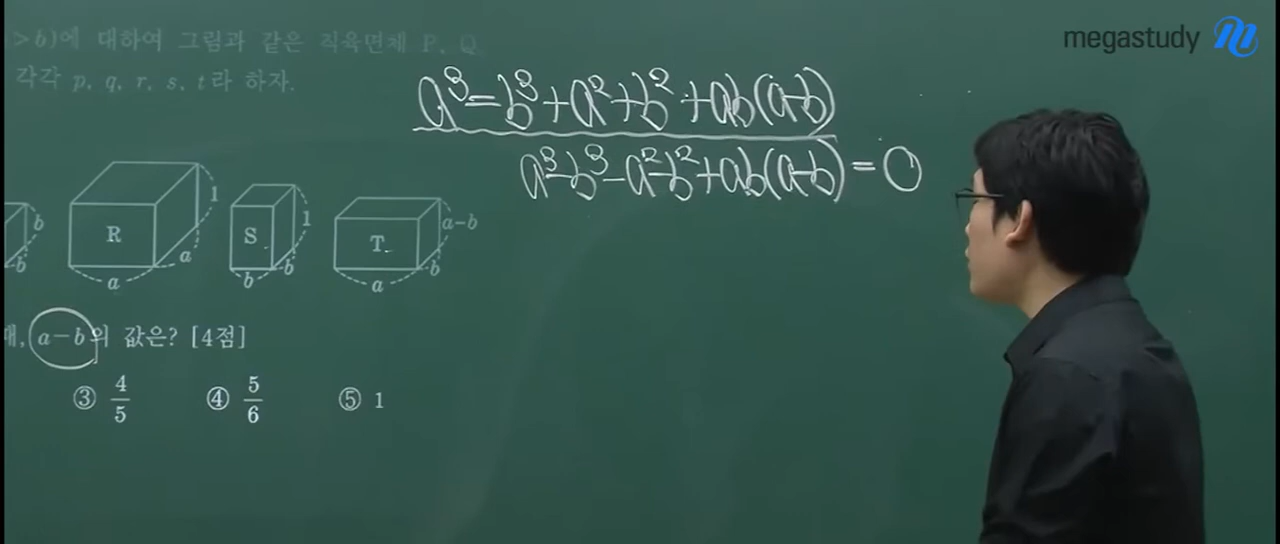 megastudy
>b)에 대하여 그림과 같은 직육면체 P, Q
각각 p, q, r, s, t라 하자.
a³=b³+a²+b²+ab(a-b)
a³-b³-a²-b²+ab(a-b)=0
b
b
R
1
a
a
S
1
b
b
T
a-b
b
a
때, a-b의 값은? [4점]
③ 4/5 ④ 5/6 ⑤ 1